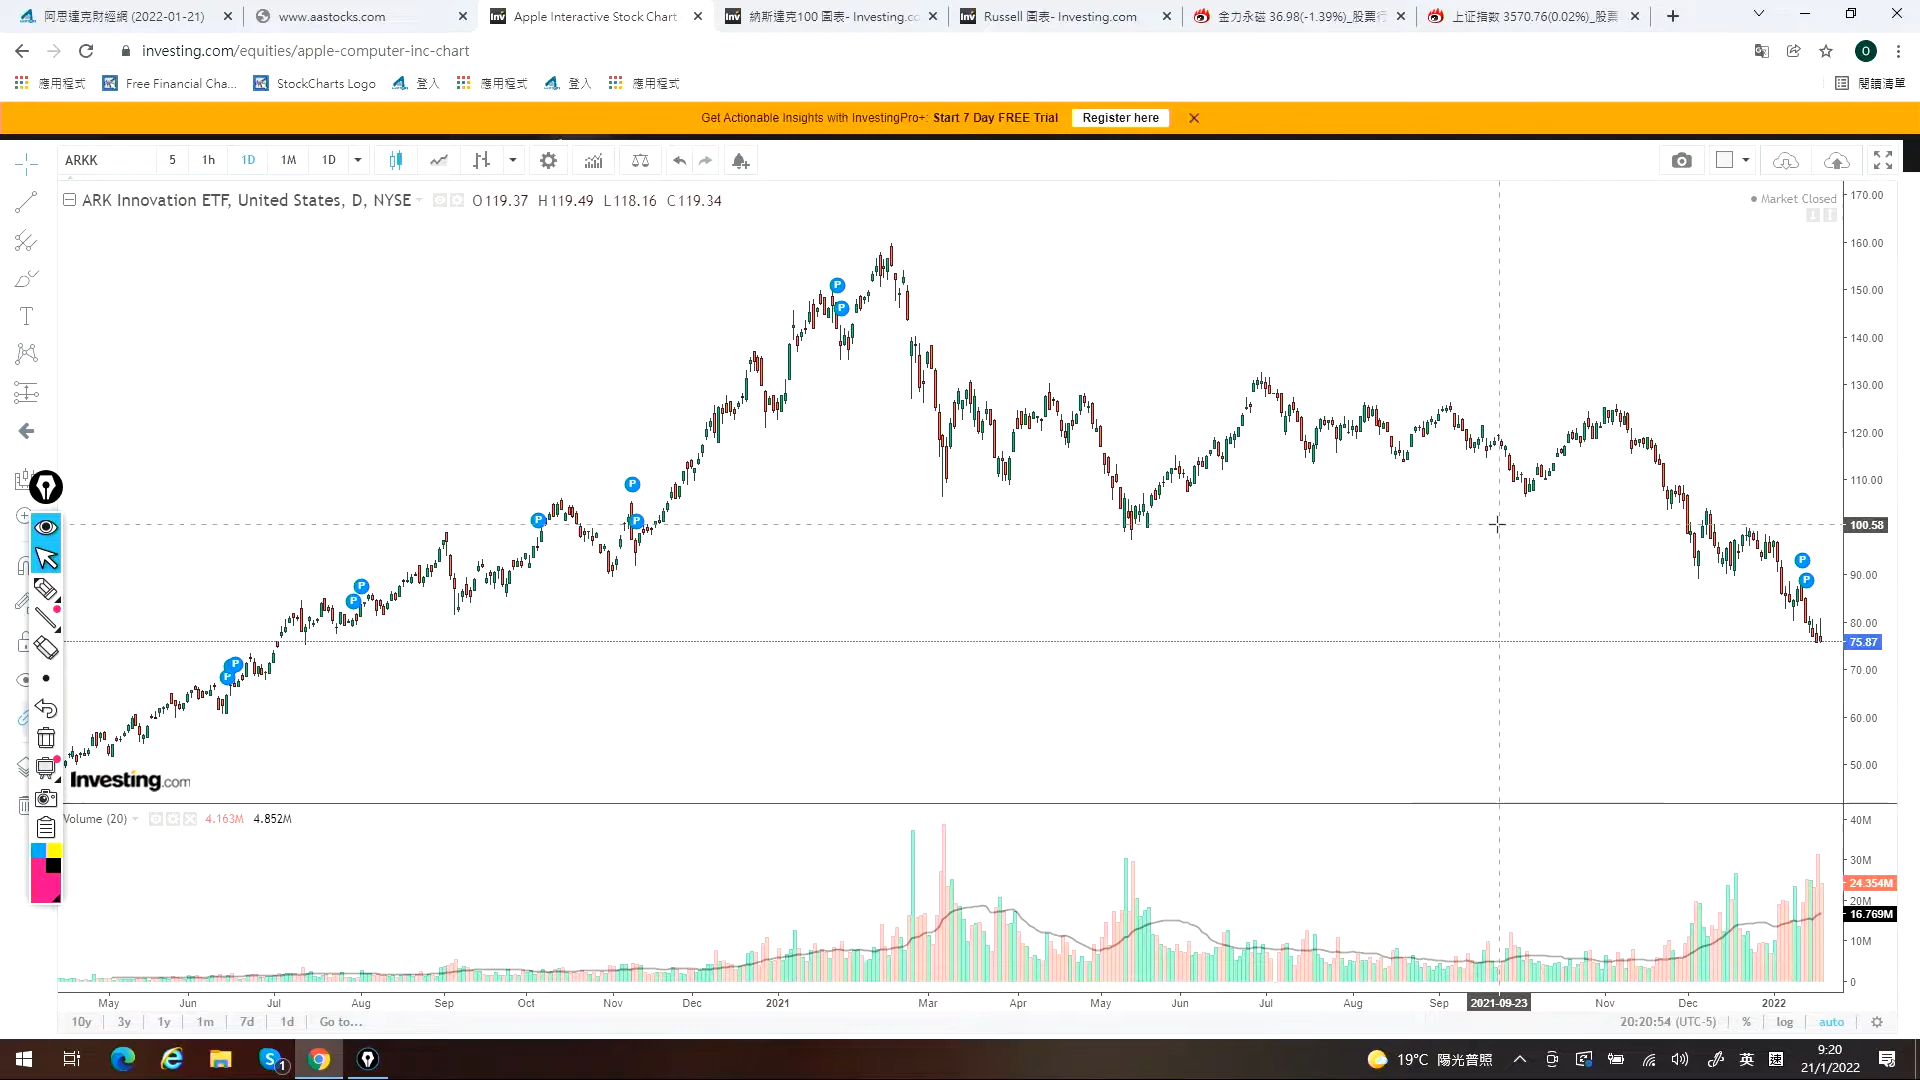 阿思達克財經網 (2022-01-21)
www.aastocks.com
Apple Interactive Stock Chart
納斯達克100 圖表- Investing.co
Russell 圖表- Investing.com
金力永磁 36.98(-1.39%)_股票行
上证指数 3570.76(0.02%)_股票
investing.com/equities/apple-computer-inc-chart
O
應用程式
Free Financial Cha...
StockCharts Logo
登入
應用程式
登入
應用程式
閱讀清單
Get Actionable Insights with InvestingPro+: Start 7 Day FREE Trial
Register here
ARKK
5
1h
1D
1M
1D
ARK Innovation ETF, United States, D, NYSE
O119.37 H119.49 L118.16 C119.34
Market Closed
170.00
160.00
150.00
140.00
130.00
120.00
110.00
100.58
90.00
80.00
75.87
70.00
60.00
50.00
P
P
P
P
P
P
P
P
P
P
P
Investing.com
Volume (20)
4.163M
4.852M
40M
30M
24.354M
20M
16.769M
10M
0
May
Jun
Jul
Aug
Sep
Oct
Nov
Dec
2021
Mar
Apr
May
Jun
Jul
Aug
Sep
2021-09-23
Nov
Dec
2022
10y
3y
1y
1m
7d
1d
Go to...
20:20:54 (UTC-5)
%
log
auto
19°C 陽光普照
英
9:20
21/1/2022